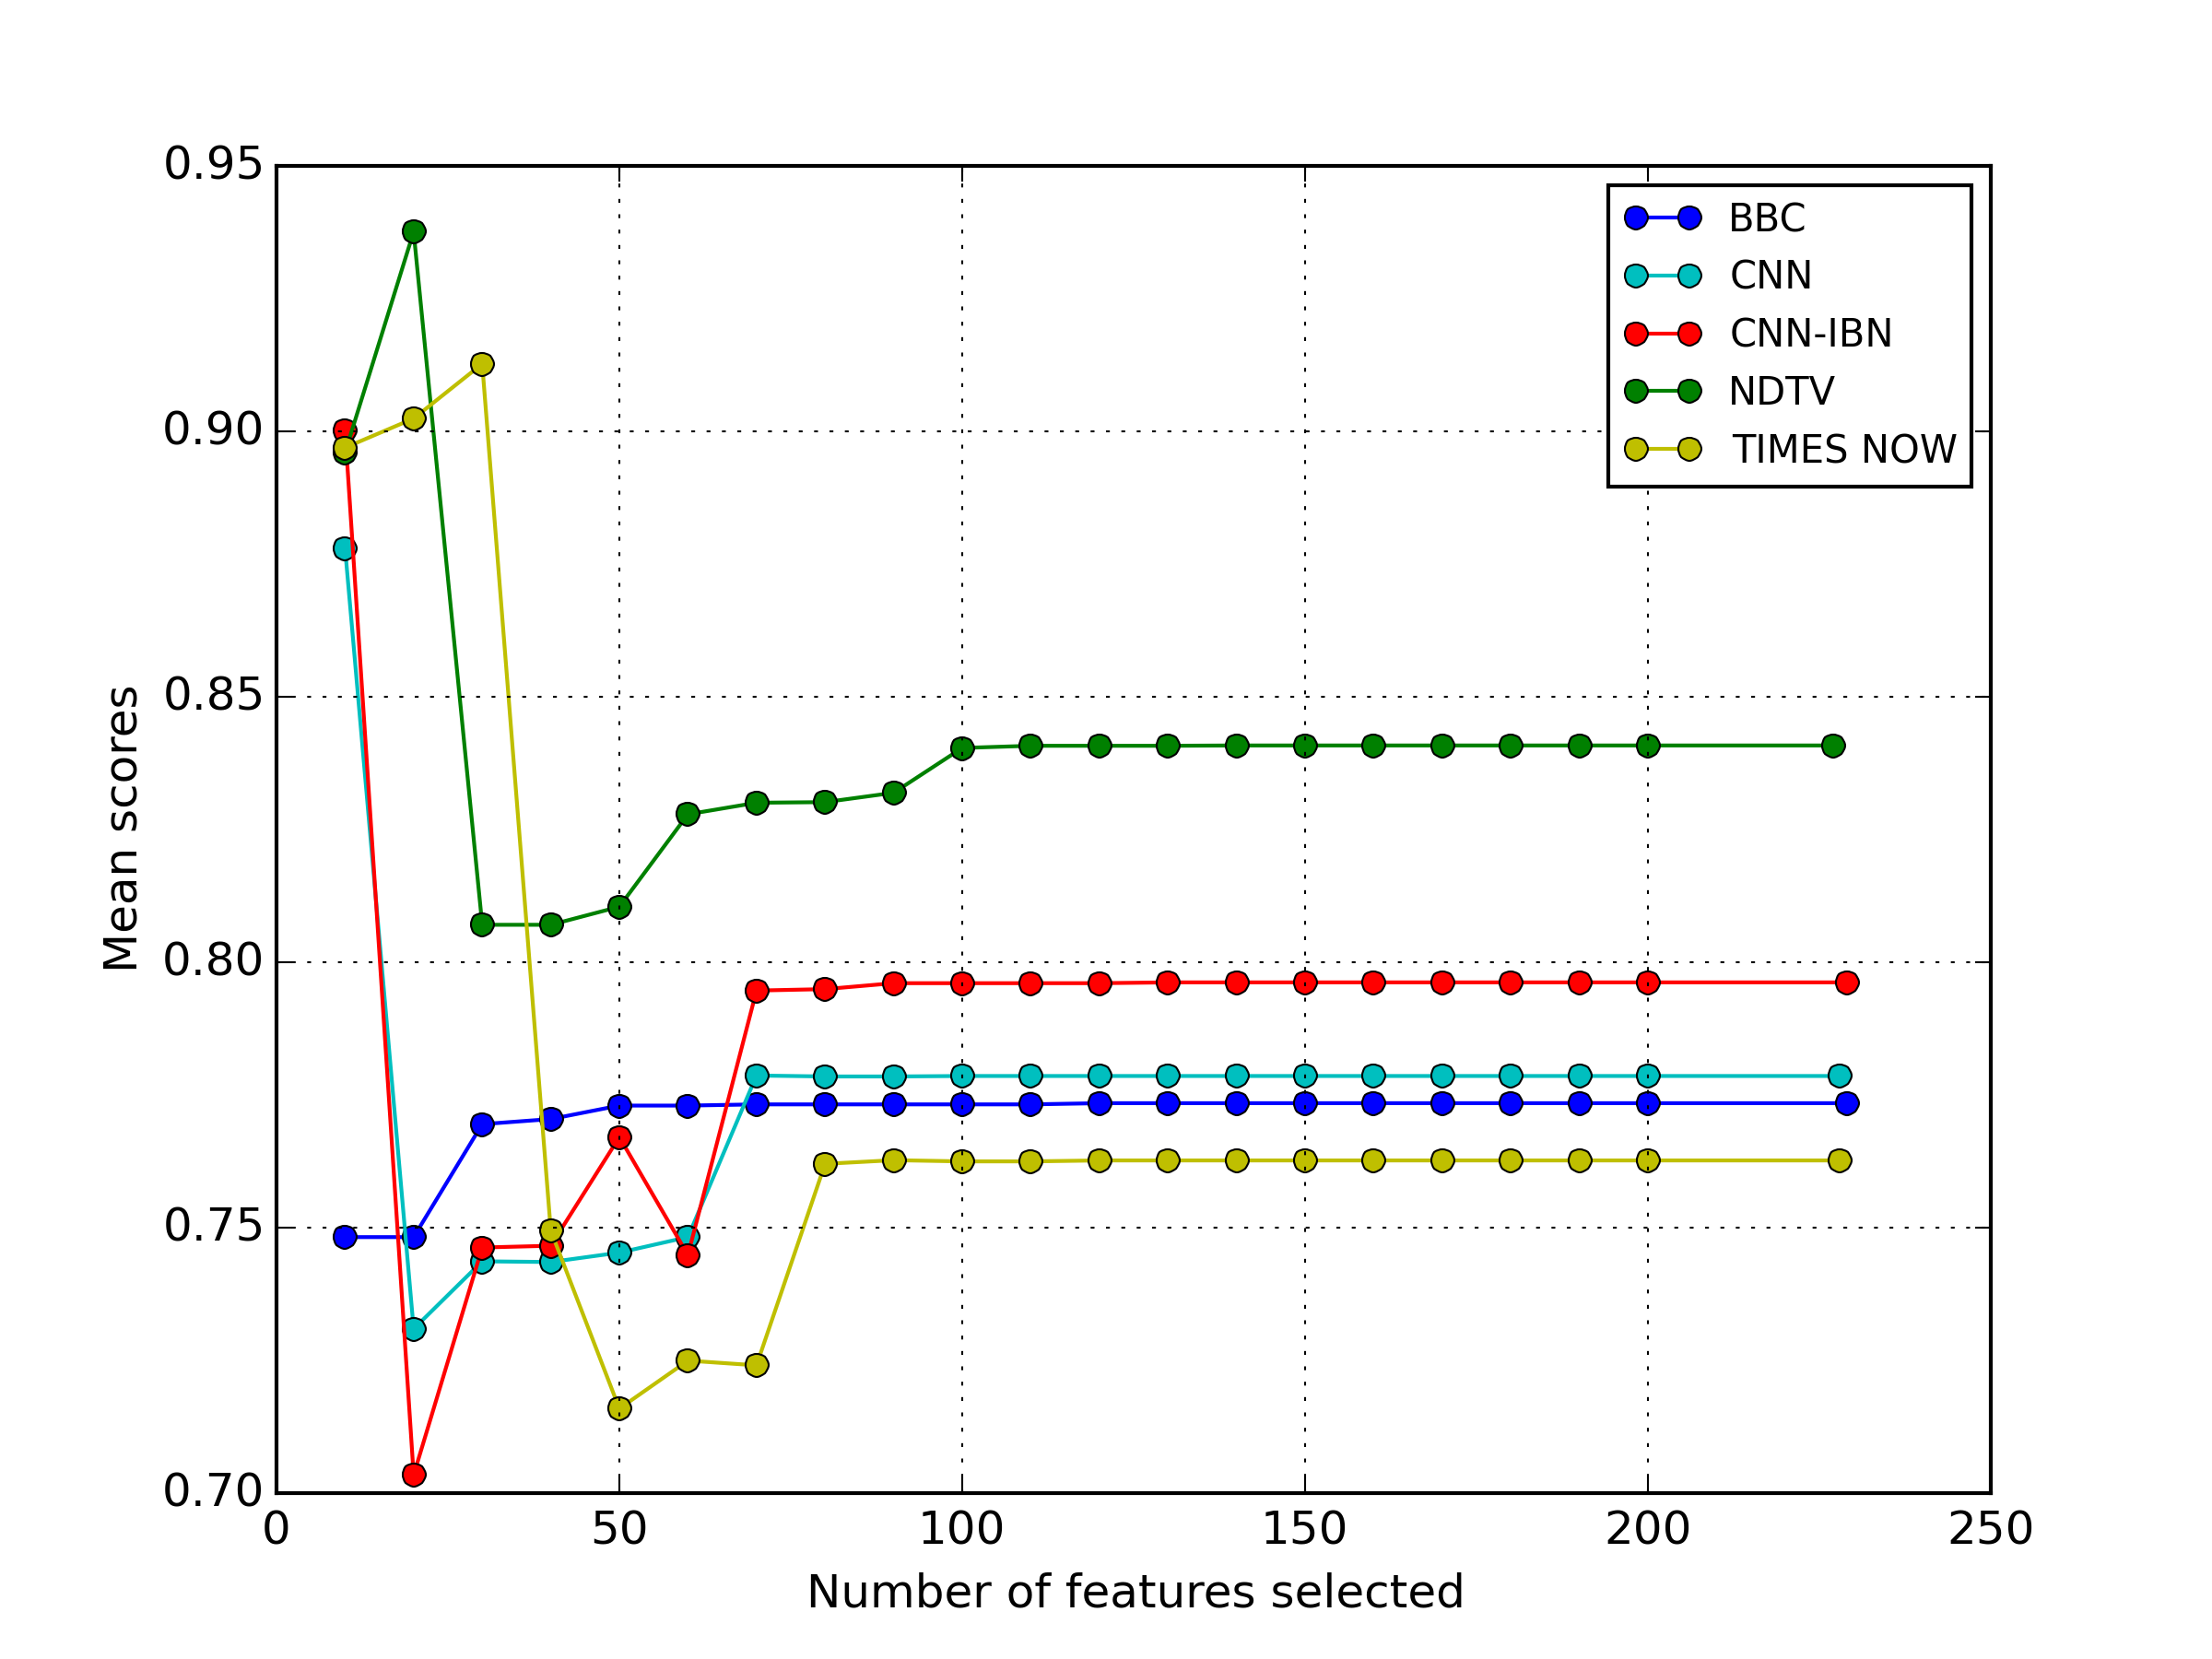 0.95
0.90
0.85
0.80
0.75
0.70
Mean scores
0 50 100 150 200 250
Number of features selected
BBC
CNN
CNN-IBN
NDTV
TIMES NOW